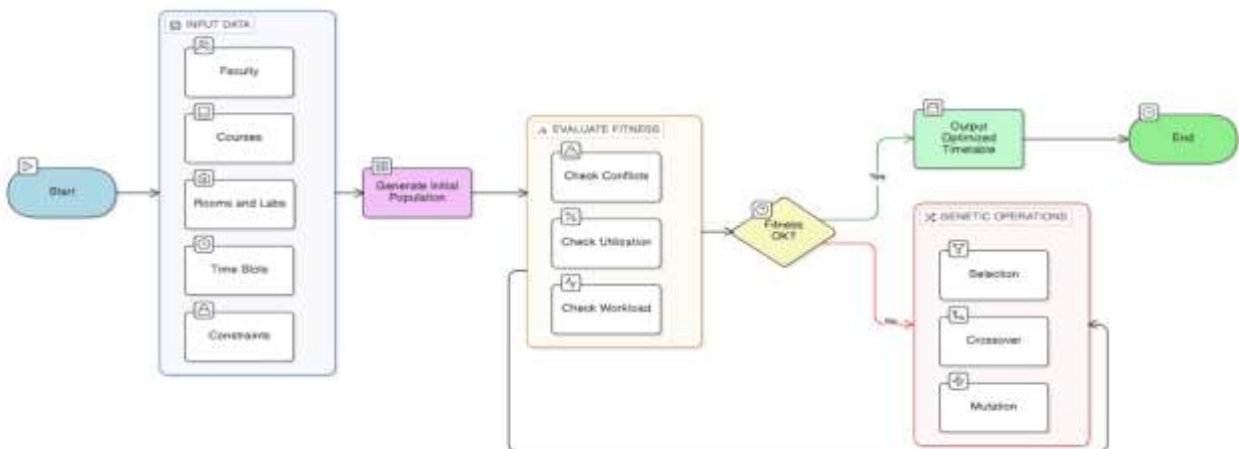 Start
INPUT DATA
Faculty
Courses
Rooms and Labs
Time Slots
Constraints
Generate Initial
Population
EVALUATE FITNESS
Check Conflicts
Check Utilization
Check Workload
Fitness
OK?
Yes
No
Output
Optimized
Timetable
End
GENETIC OPERATIONS
Selection
Crossover
Mutation